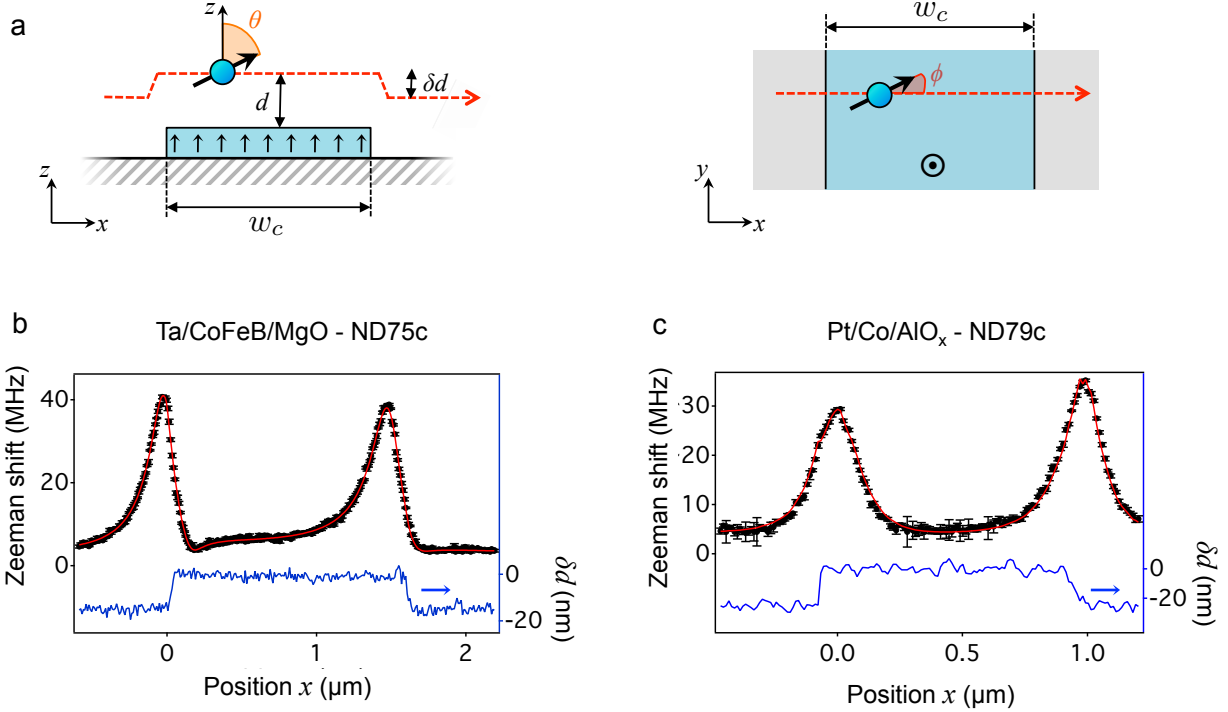 a
z
θ
δd
d
z
x
w_c
w_c
ϕ
y
x
b
Ta/CoFeB/MgO - ND75c
Zeeman shift (MHz)
40
20
0
0
-20
δd (nm)
0
1
2
Position x (µm)
c
Pt/Co/AlOₓ - ND79c
Zeeman shift (MHz)
30
20
10
0
0
-20
δd (nm)
0.0
0.5
1.0
Position x (µm)